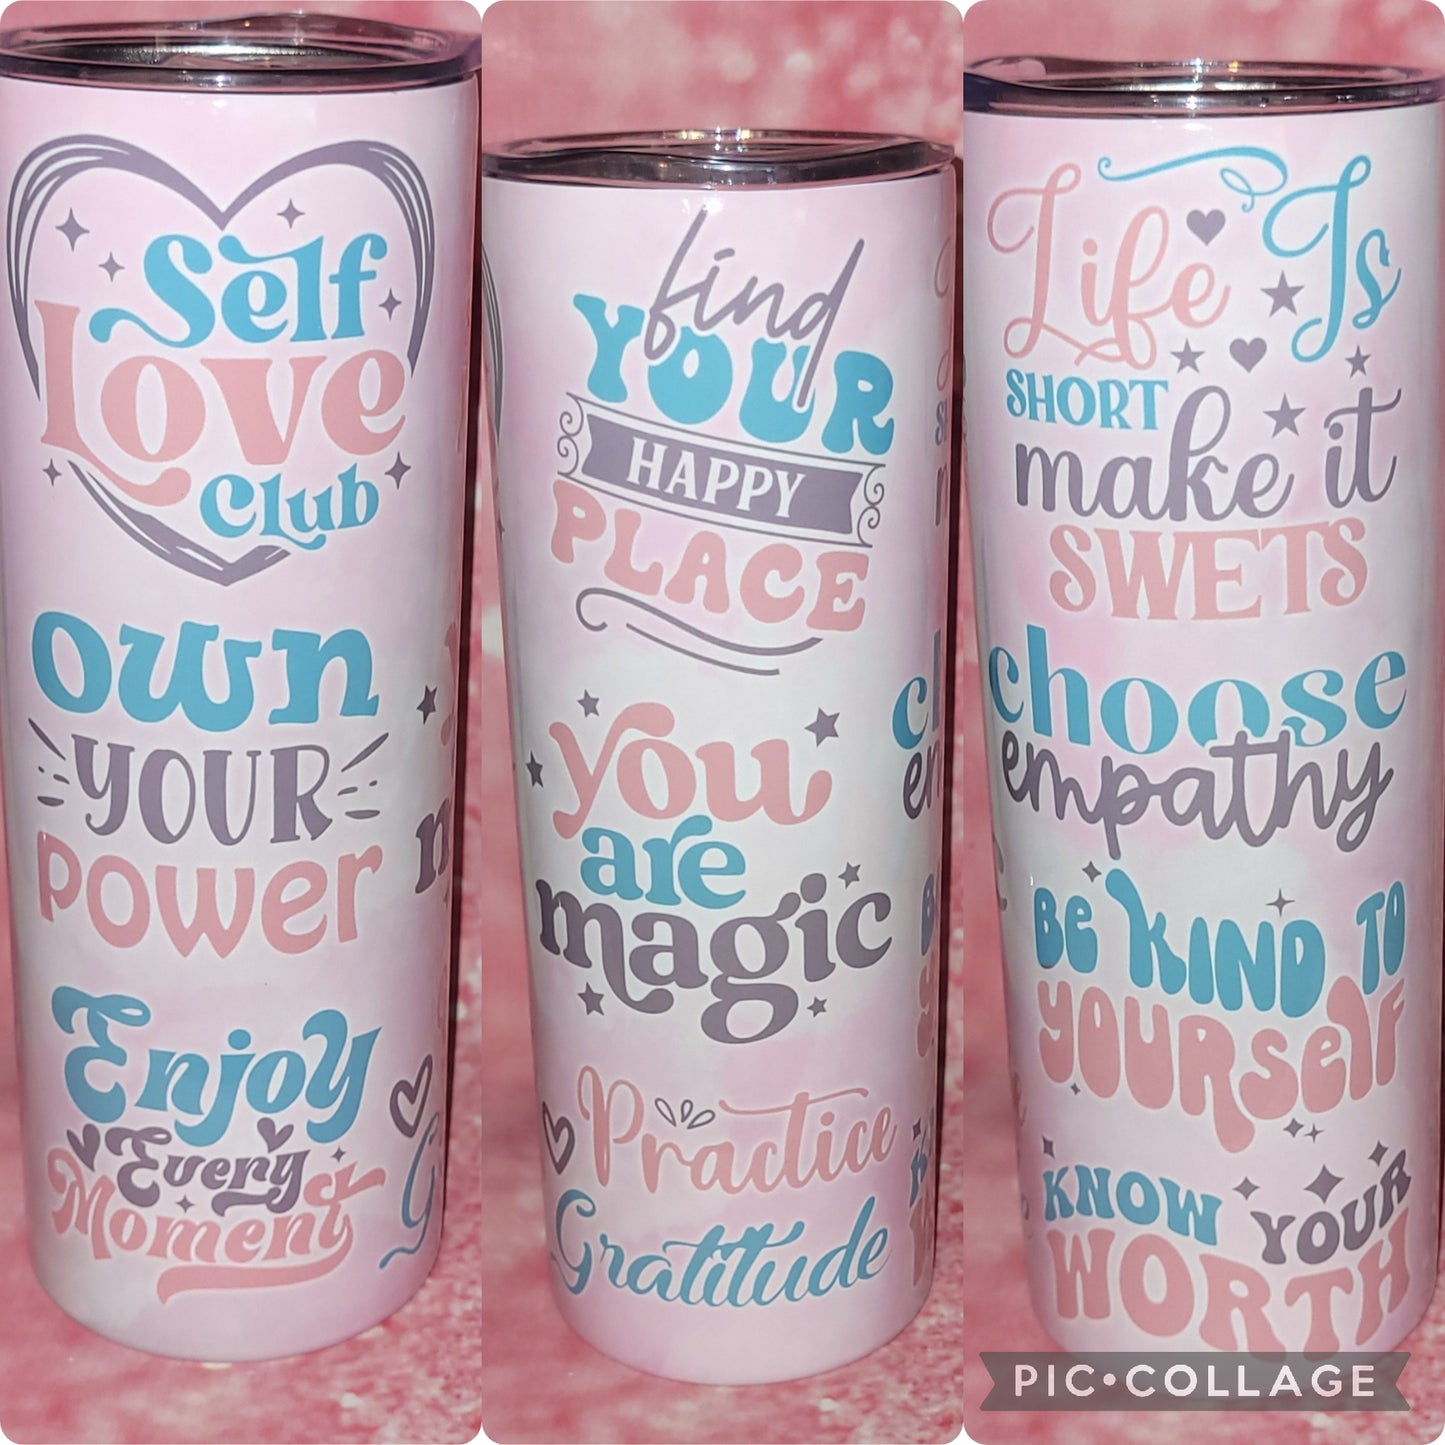 Self
Love
Club
own
YOUR
power
Enjoy
Every
Moment
find
YOUR
HAPPY
PLACE
you
are
magic
Practice
Gratitude
Life Is
SHORT
make it
SWETS
choose
empathy
BE KIND TO
YOURSELF
KNOW YOUR
WORTH
PIC•COLLAGE